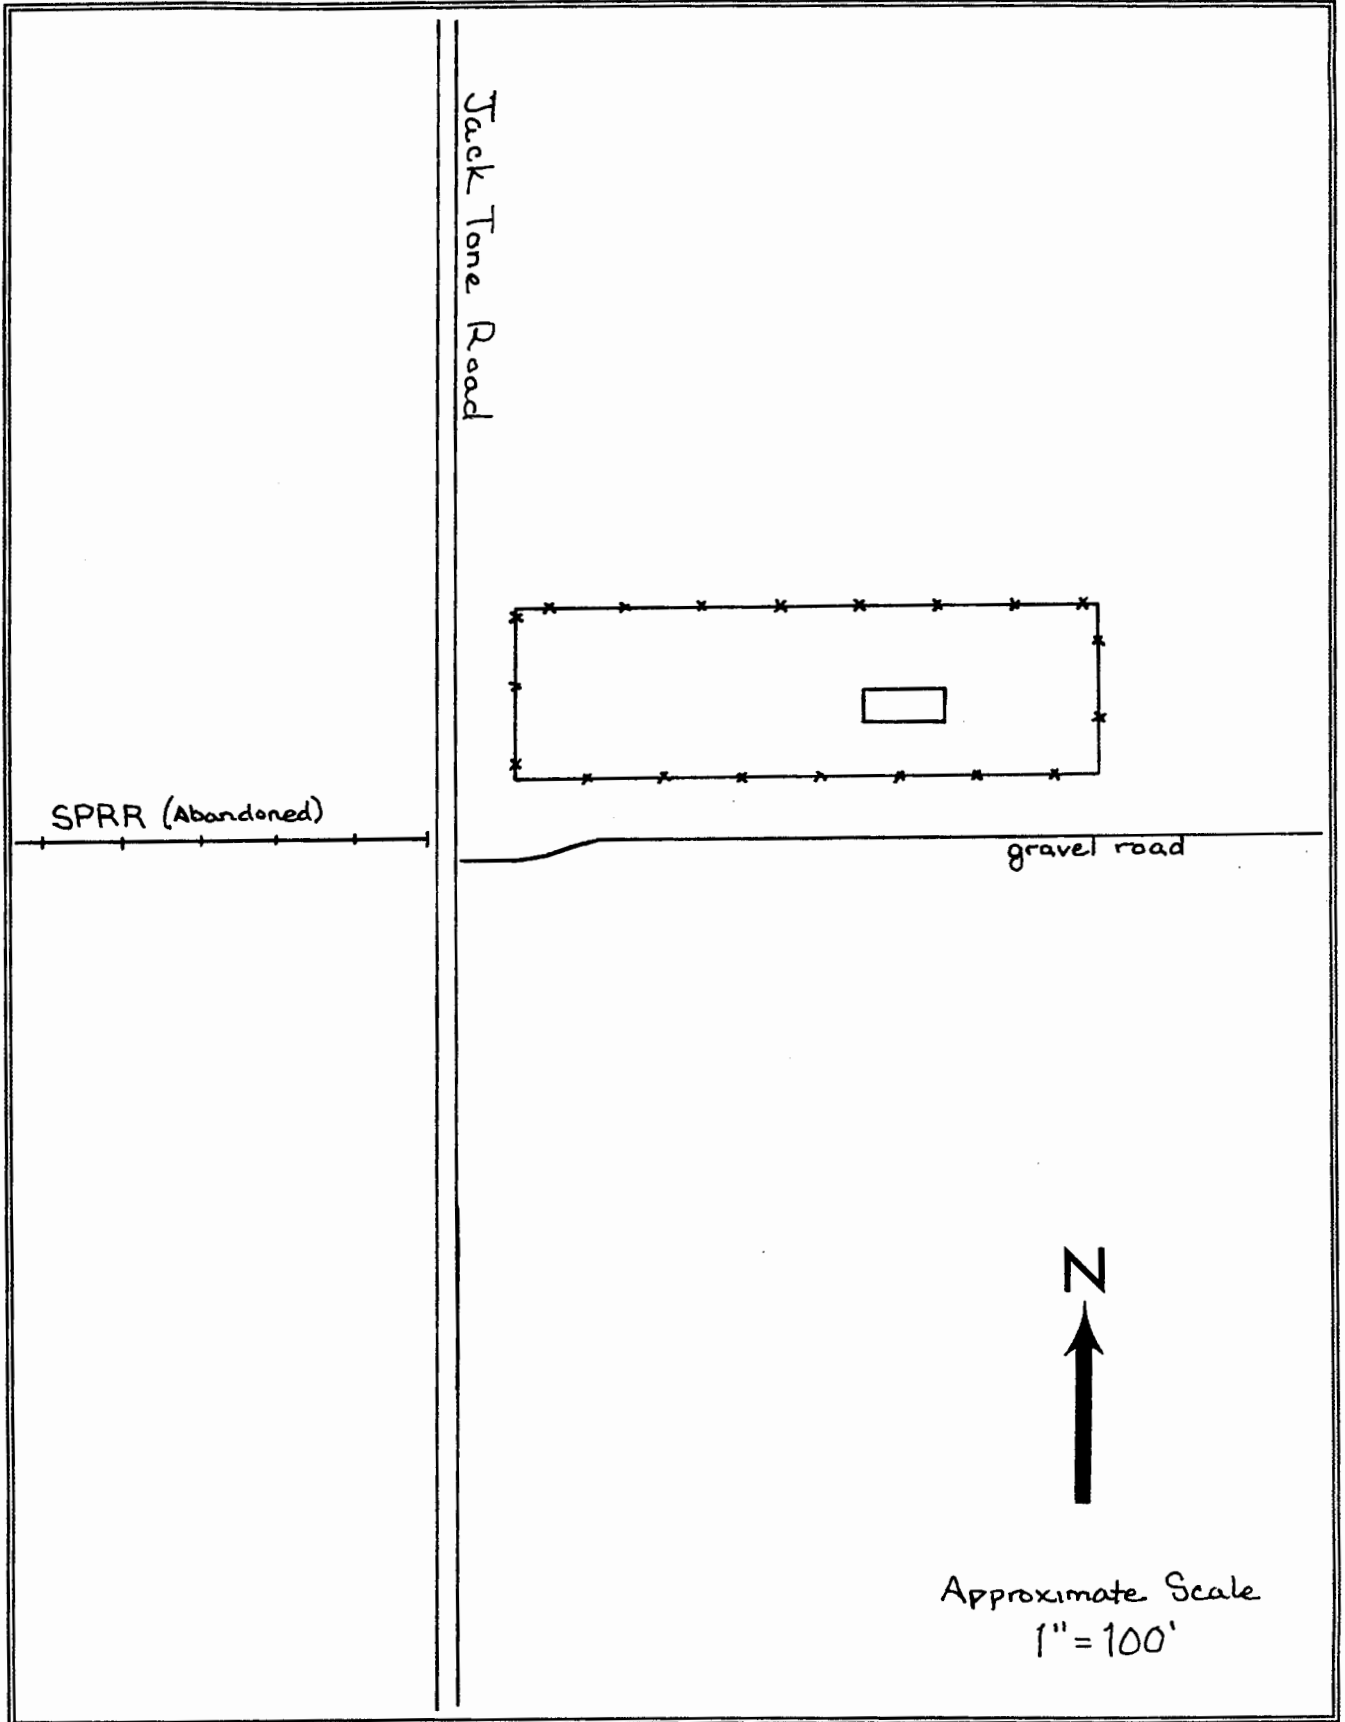 Jack Tone Road
SPRR (Abandoned)
gravel road
N
Approximate Scale
1" = 100'